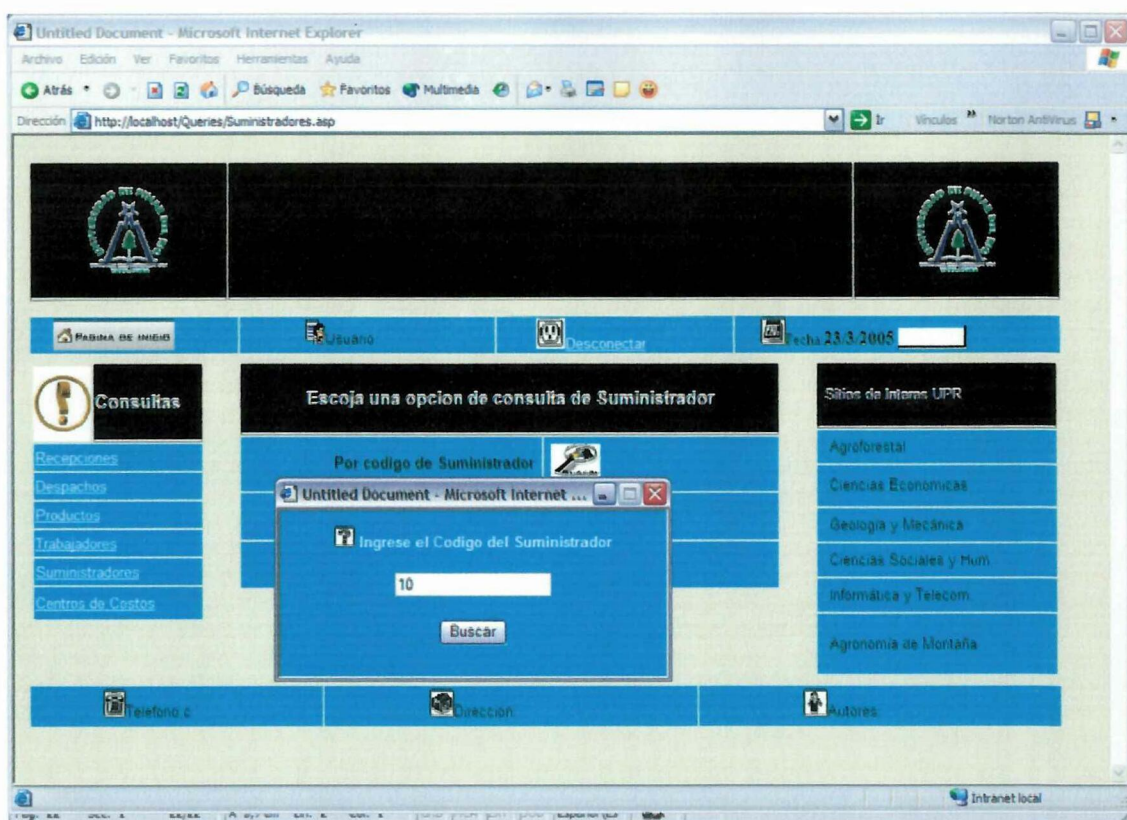 Untitled Document - Microsoft Internet Explorer
Archivo Edición Ver Favoritos Herramientas Ayuda
Atrás Búsqueda Favoritos Multimedia
Dirección http://localhost/Queries/Suministradores.asp Ir Vínculos » Norton AntiVirus
PAGINA DE INICIO Usuario Desconectar Fecha 23/3/2005
Consultas
Recepciones
Despachos
Productos
Trabajadores
Suministradores
Centros de Costos
Escoja una opcion de consulta de Suministrador
Por codigo de Suministrador
Untitled Document - Microsoft Internet ...
Ingrese el Codigo del Suministrador
10
Buscar
Sitios de Interes UPR
Agroforestal
Ciencias Económicas
Geología y Mecánica
Ciencias Sociales y Hum.
Informática y Telecom.
Agronomía de Montaña
Telefono Direccion: Autores:
Intranet local